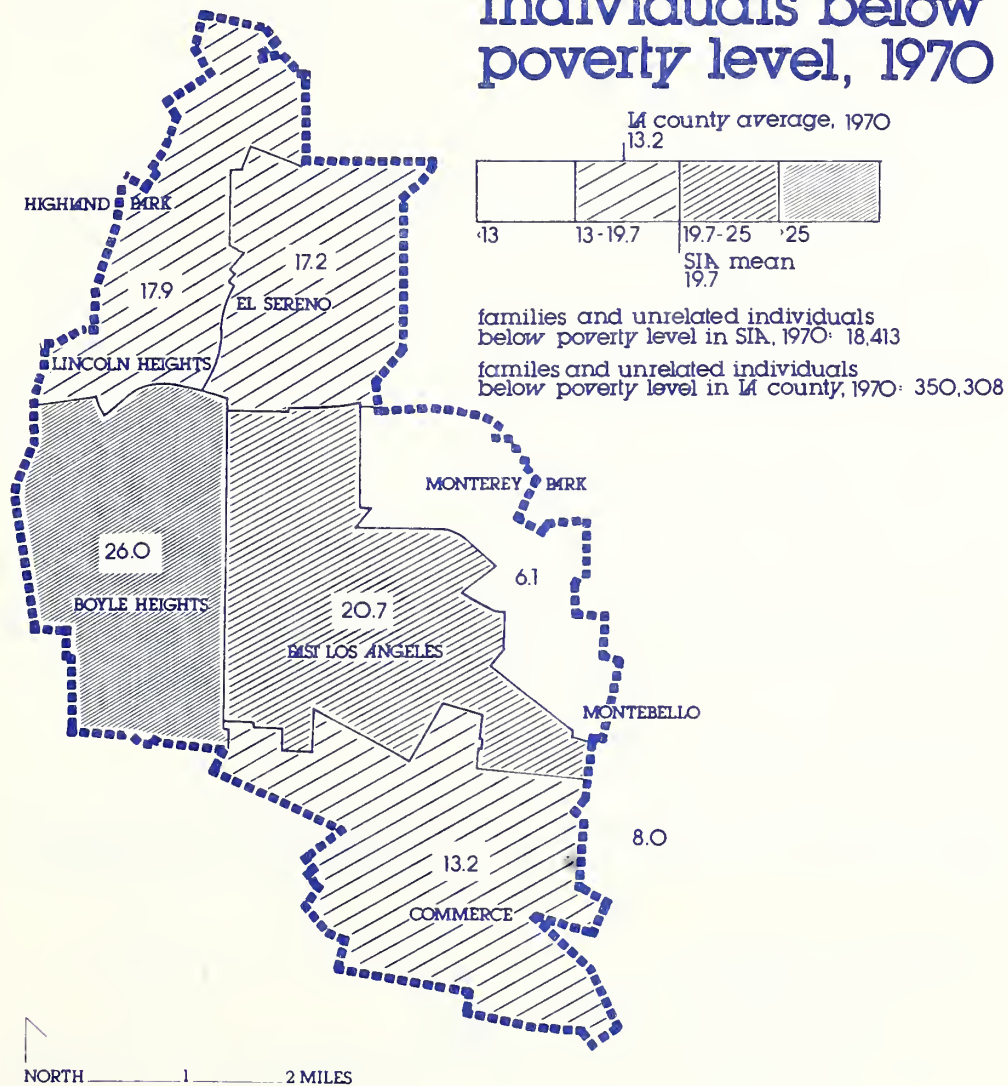 individuals below
poverty level, 1970
LA county average, 1970
13.2
<13 13-19.7 19.7-25 >25
SIA mean
19.7
families and unrelated individuals
below poverty level in SIA, 1970: 18,413
familes and unrelated individuals
below poverty level in LA county, 1970: 350,308
HIGHLAND PARK
17.9
17.2
EL SERENO
LINCOLN HEIGHTS
MONTEREY PARK
26.0
BOYLE HEIGHTS
6.1
20.7
EAST LOS ANGELES
MONTEBELLO
8.0
13.2
COMMERCE
NORTH 1 2 MILES